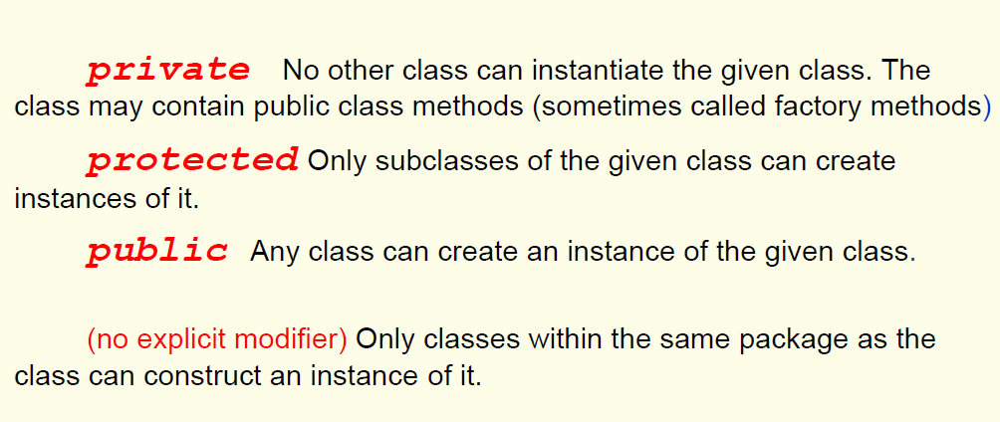 private No other class can instantiate the given class. The
class may contain public class methods (sometimes called factory methods)
protected Only subclasses of the given class can create
instances of it.
public Any class can create an instance of the given class.
(no explicit modifier) Only classes within the same package as the
class can construct an instance of it.